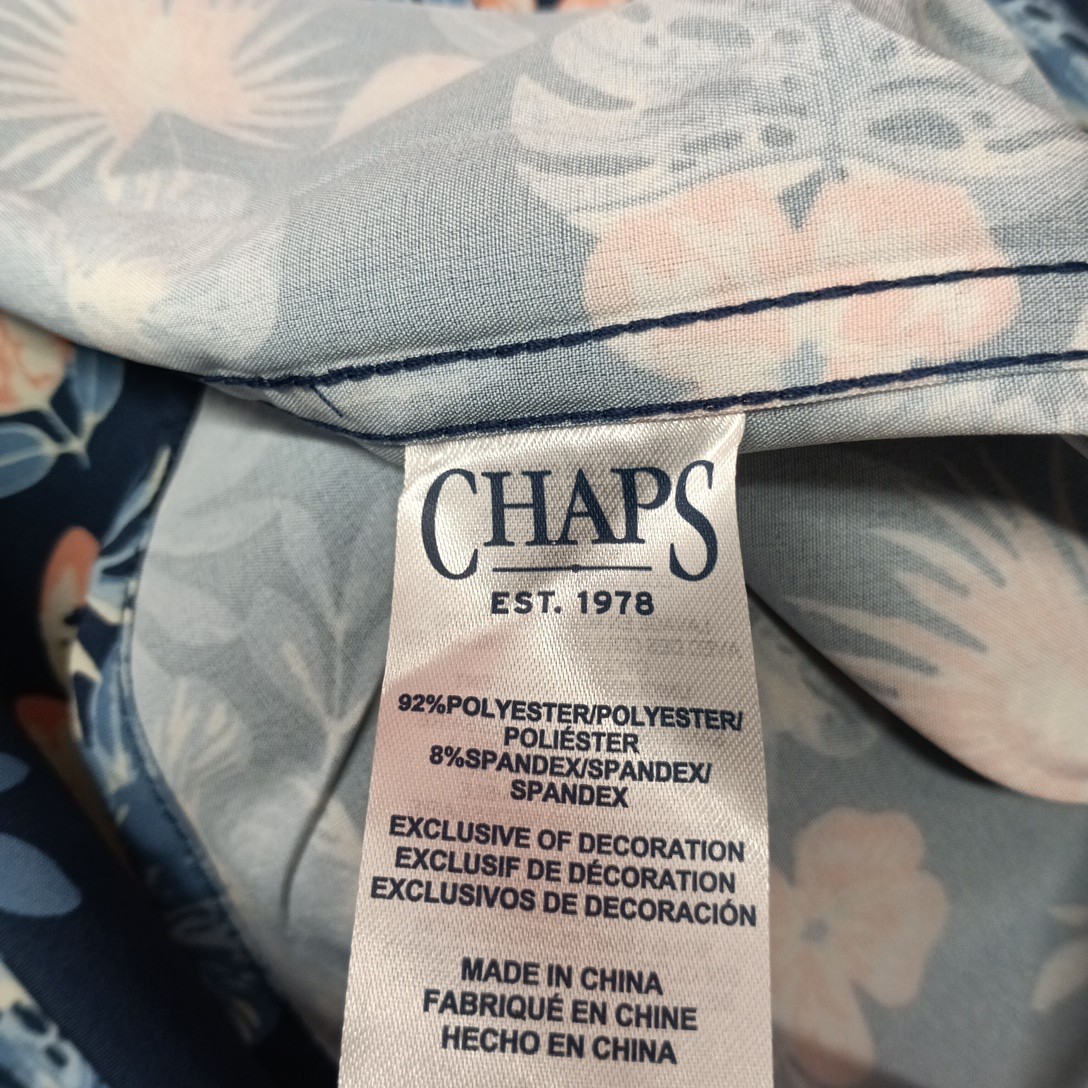 CHAPS
EST. 1978
92%POLYESTER/POLYESTER/
POLIÉSTER
8%SPANDEX/SPANDEX/
SPANDEX
EXCLUSIVE OF DECORATION
EXCLUSIF DE DÉCORATION
EXCLUSIVOS DE DECORACIÓN
MADE IN CHINA
FABRIQUÉ EN CHINE
HECHO EN CHINA